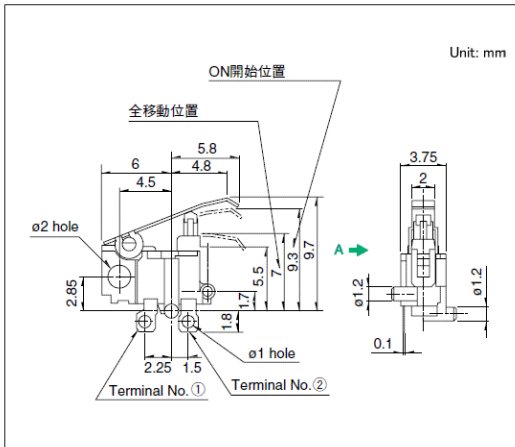 Unit: mm
ON開始位置
全移動位置
5.8
6
4.8
4.5
3.75
2
ø2 hole
2.85
5.5
7
9.3
9.7
1.7
1.8
A
ø1.2
ø1.2
ø1 hole
0.1
2.25
1.5
Terminal No.①
Terminal No.②